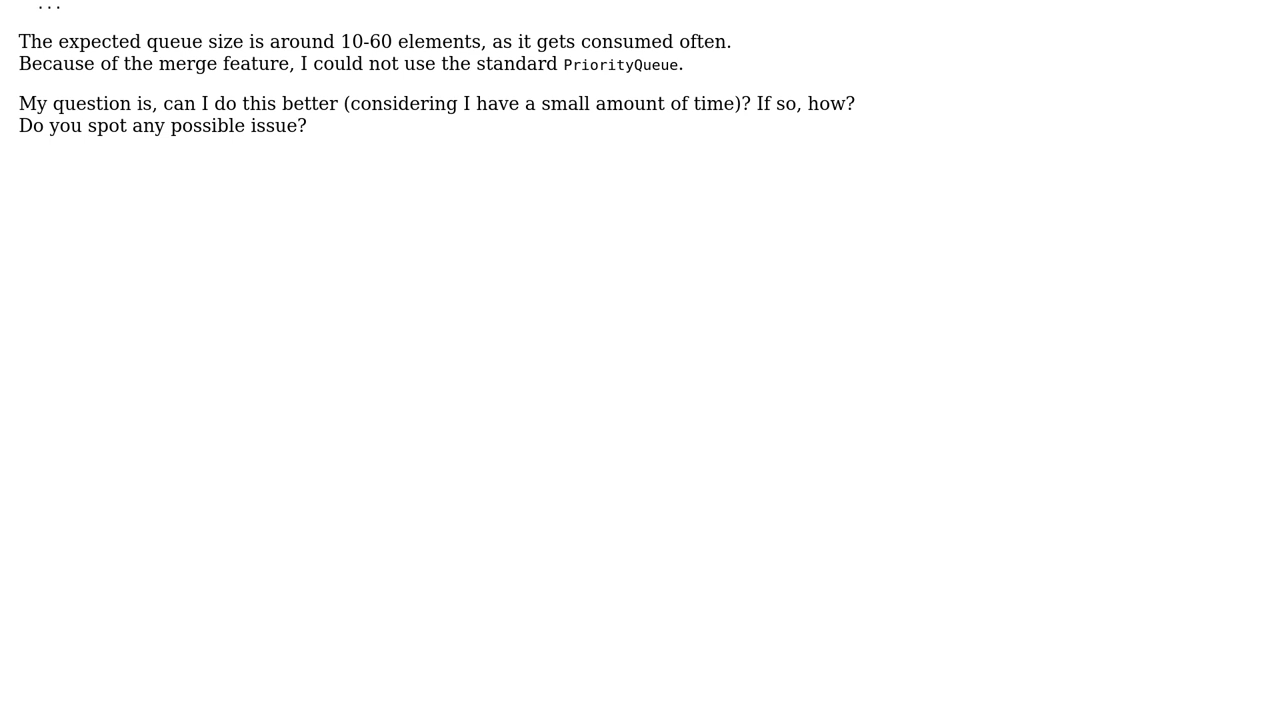 ...
The expected queue size is around 10-60 elements, as it gets consumed often.
Because of the merge feature, I could not use the standard PriorityQueue.
My question is, can I do this better (considering I have a small amount of time)? If so, how?
Do you spot any possible issue?